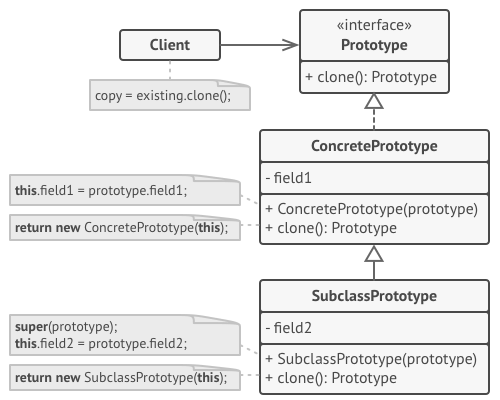 «interface»
Prototype
+ clone(): Prototype
Client
copy = existing.clone();
ConcretePrototype
- field1
+ ConcretePrototype(prototype)
+ clone(): Prototype
this.field1 = prototype.field1;
return new ConcretePrototype(this);
SubclassPrototype
- field2
+ SubclassPrototype(prototype)
+ clone(): Prototype
super(prototype);
this.field2 = prototype.field2;
return new SubclassPrototype(this);